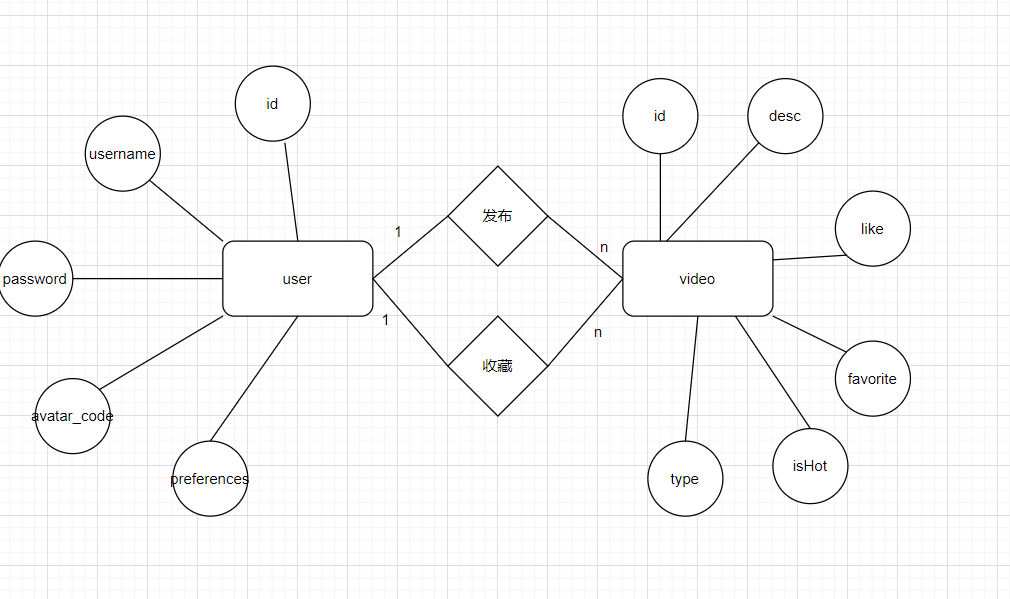 id
username
password
avatar_code
preferences
user
1
发布
n
1
收藏
n
id
desc
like
video
favorite
isHot
type